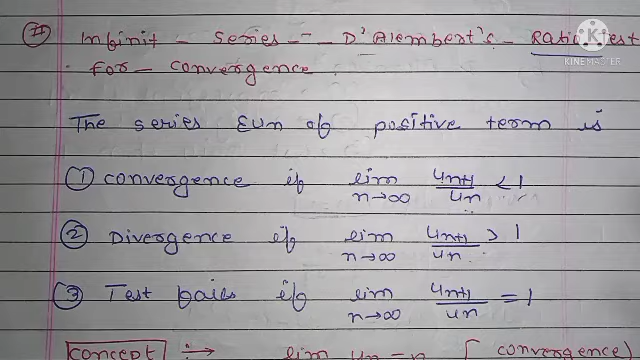 # Infinit - Series - D'Alembert's - Ratio Test
KINEMASTER
for - convergence.
The series Σun of positive term is
① convergence if lim n→∞ un+1/un < 1
② Divergence if lim n→∞ un+1/un > 1
③ Test fails if lim n→∞ un+1/un = 1
concept ÷→ lim un = [ convergence